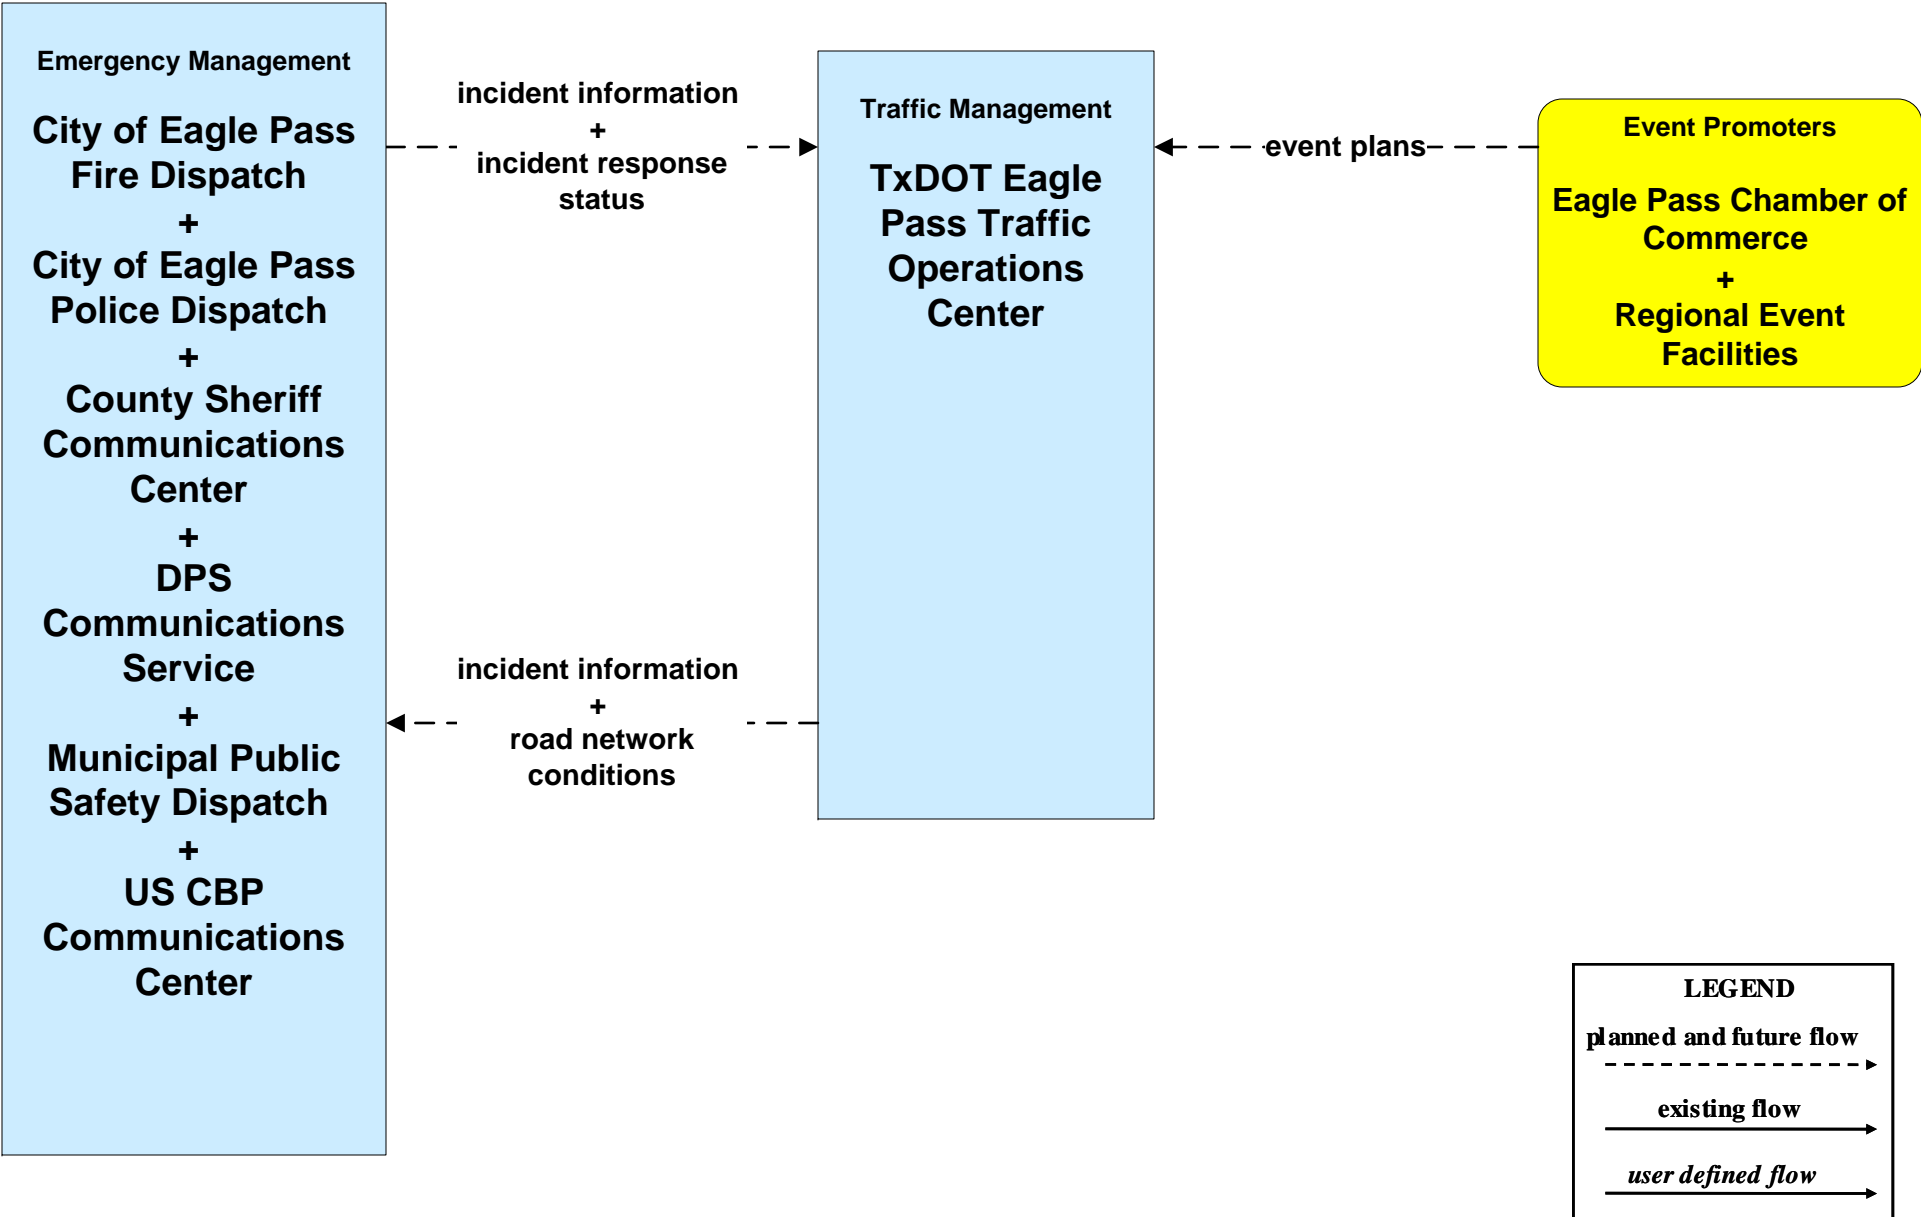 Emergency Management
City of Eagle Pass
Fire Dispatch
+
City of Eagle Pass
Police Dispatch
+
County Sheriff
Communications
Center
+
DPS
Communications
Service
+
Municipal Public
Safety Dispatch
+
US CBP
Communications
Center
incident information
+
incident response
status
incident information
+
road network
conditions
Traffic Management
TxDOT Eagle
Pass Traffic
Operations
Center
event plans
Event Promoters
Eagle Pass Chamber of
Commerce
+
Regional Event
Facilities
LEGEND
planned and future flow
existing flow
user defined flow